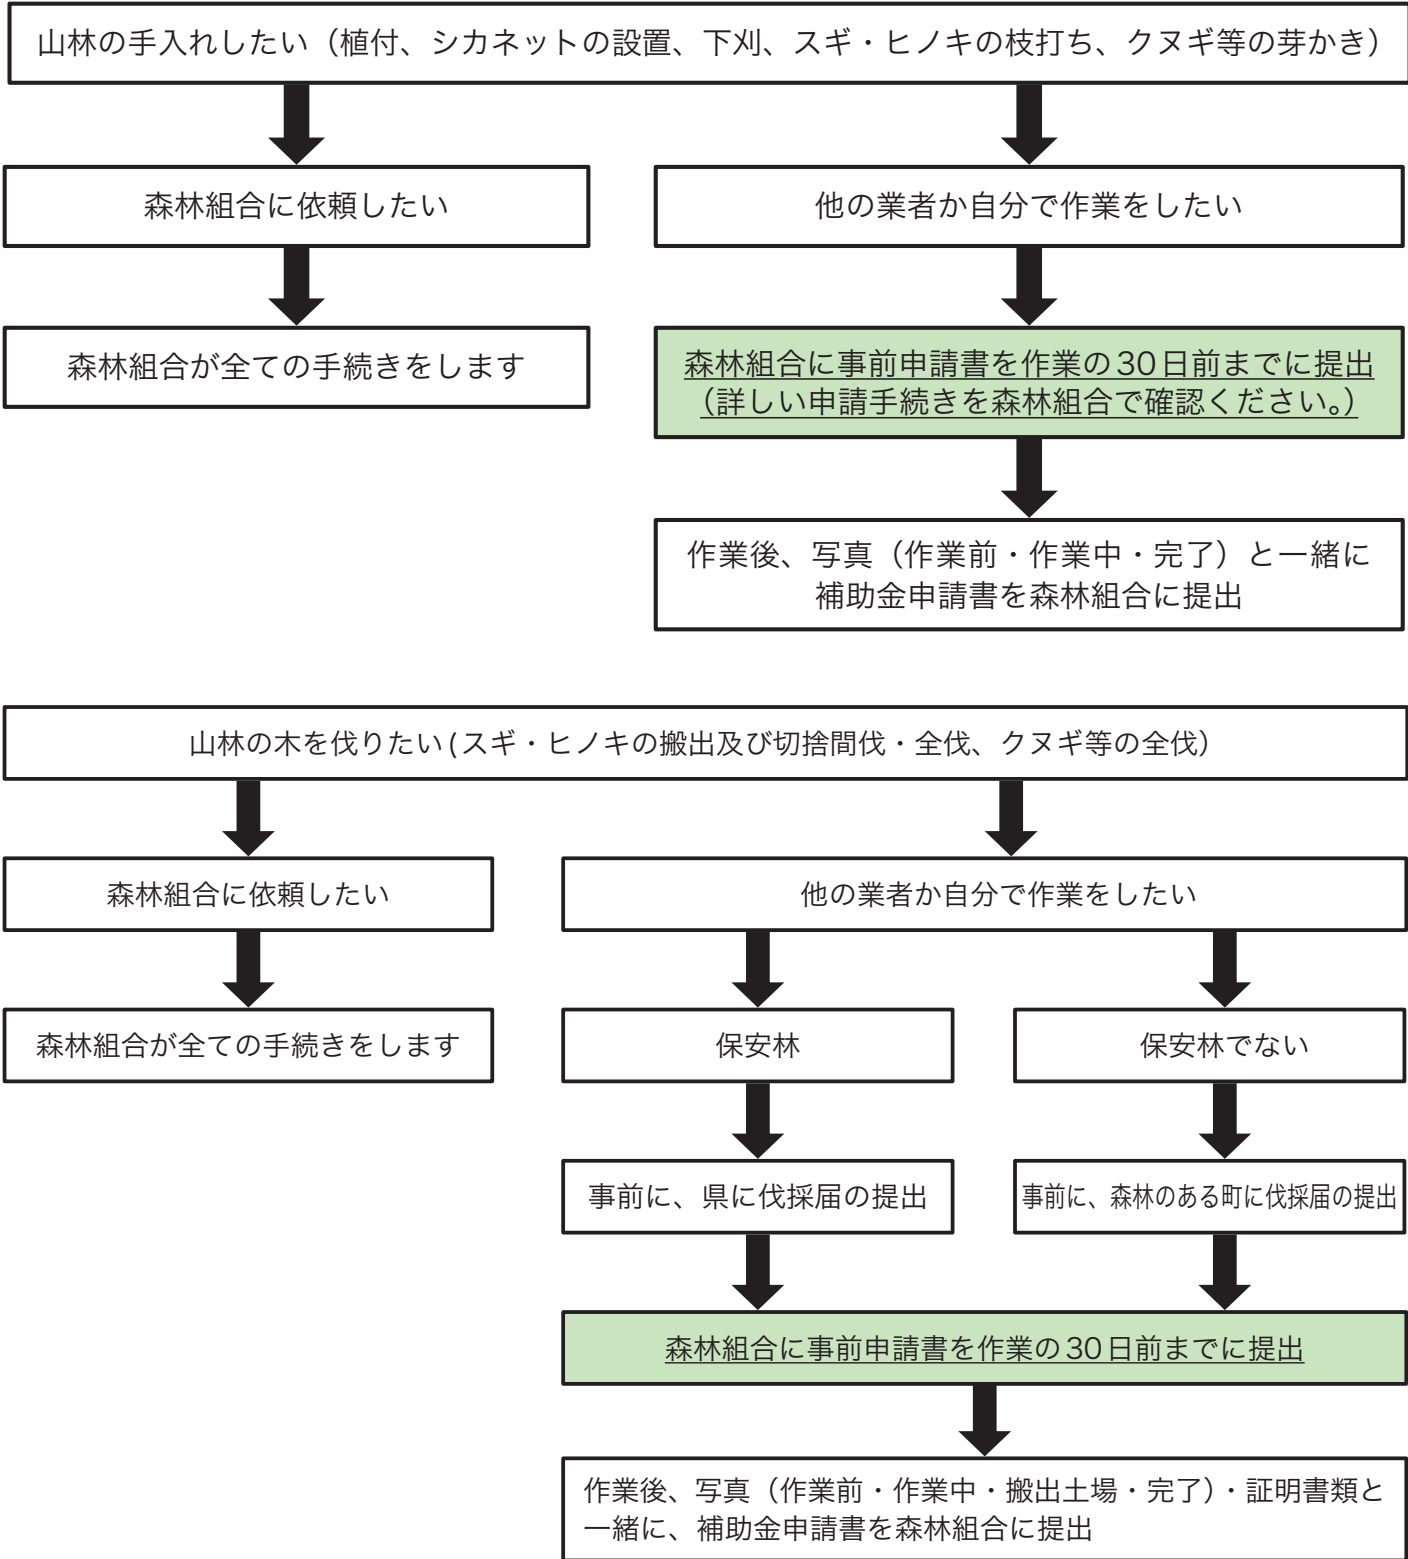 山林の手入れしたい（植付、シカネットの設置、下刈、スギ・ヒノキの枝打ち、クヌギ等の芽かき）
森林組合に依頼したい
他の業者か自分で作業をしたい
森林組合が全ての手続きをします
森林組合に事前申請書を作業の30日前までに提出
（詳しい申請手続きを森林組合で確認ください。）
作業後、写真（作業前・作業中・完了）と一緒に
補助金申請書を森林組合に提出
山林の木を伐りたい(スギ・ヒノキの搬出及び切捨間伐・全伐、クヌギ等の全伐）
森林組合に依頼したい
他の業者か自分で作業をしたい
森林組合が全ての手続きをします
保安林
保安林でない
事前に、県に伐採届の提出
事前に、森林のある町に伐採届の提出
森林組合に事前申請書を作業の30日前までに提出
作業後、写真（作業前・作業中・搬出土場・完了）・証明書類と
一緒に、補助金申請書を森林組合に提出